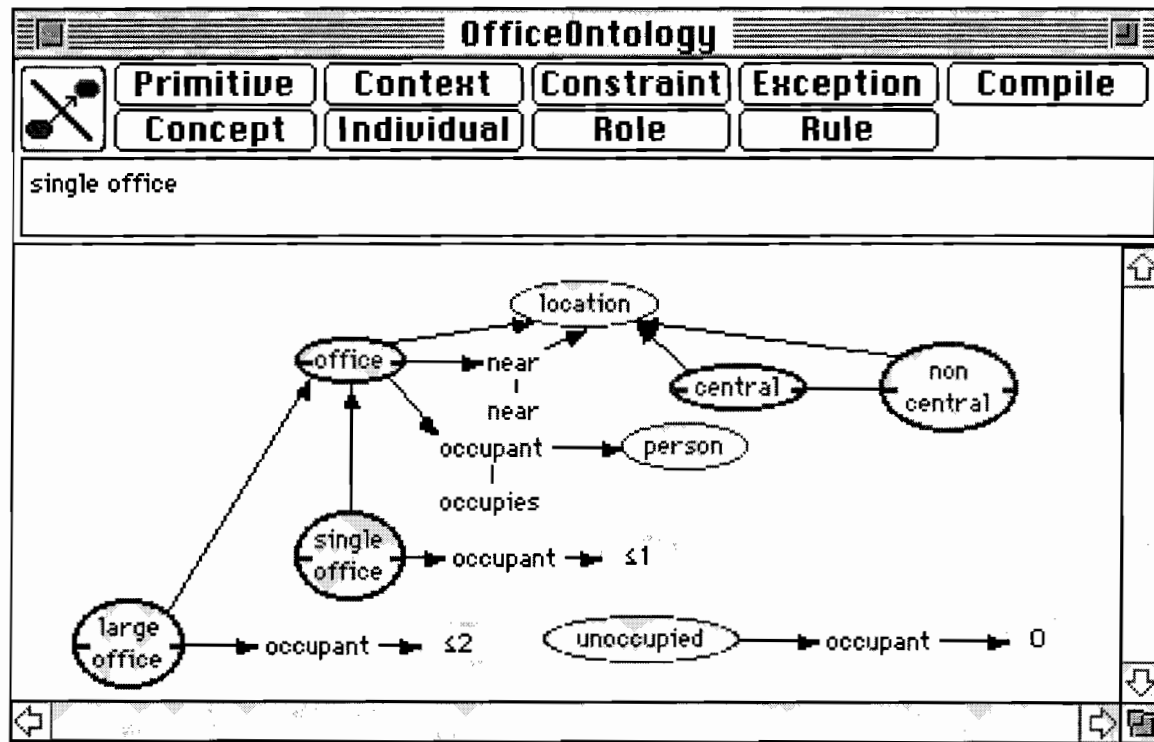 OfficeOntology
Primitive Context Constraint Exception Compile
Concept Individual Role Rule
single office
location
office near
near
central
non
central
occupant person
occupies
single
office
occupant ≤1
large
office
occupant ≤2
unoccupied occupant 0